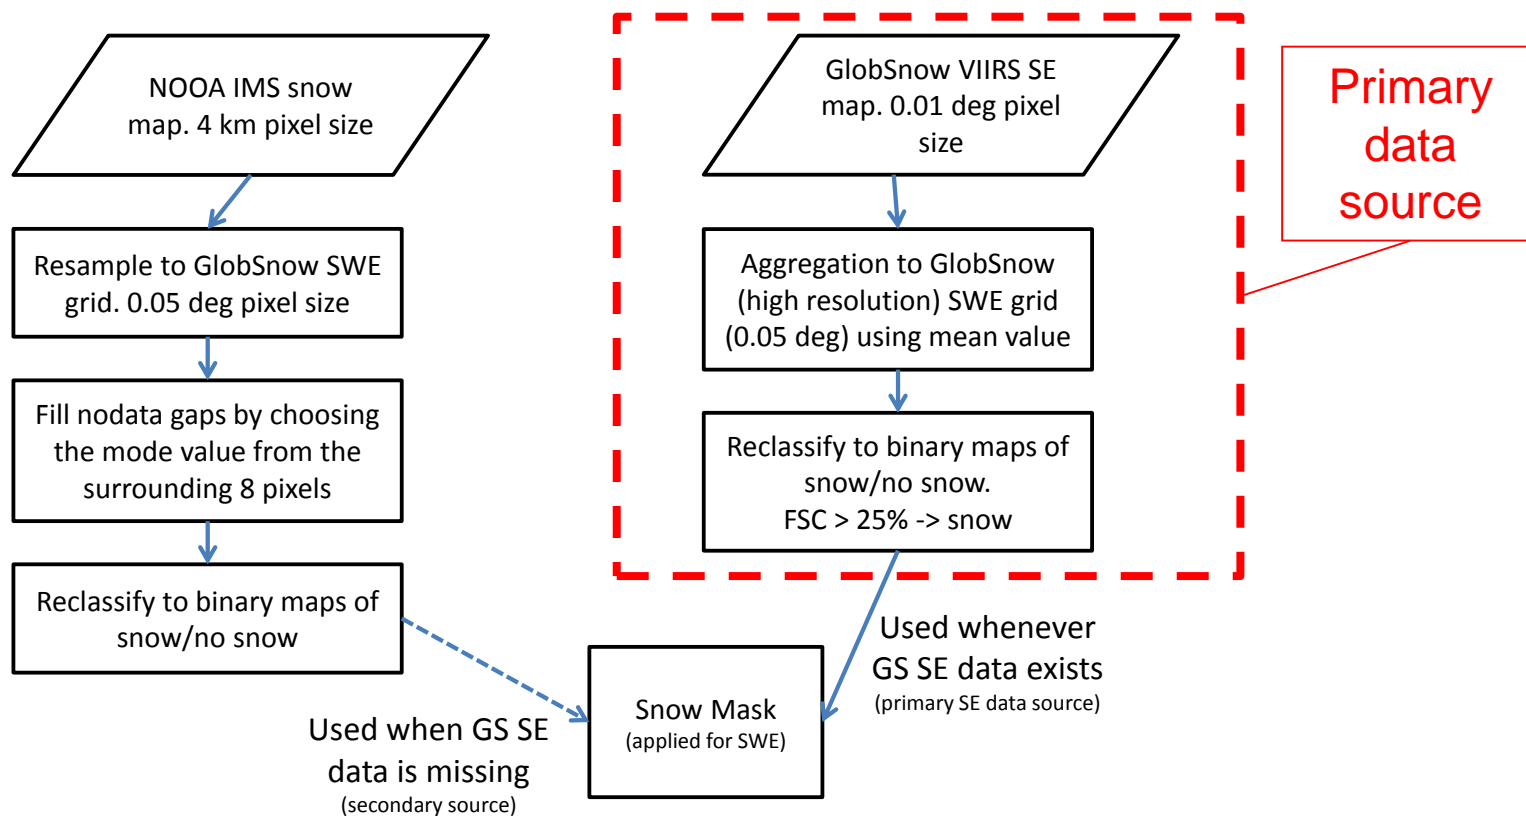 NOOA IMS snow
map. 4 km pixel size
Resample to GlobSnow SWE
grid. 0.05 deg pixel size
Fill nodata gaps by choosing
the mode value from the
surrounding 8 pixels
Reclassify to binary maps of
snow/no snow
Used when GS SE
data is missing
(secondary source)
GlobSnow VIIRS SE
map. 0.01 deg pixel
size
Aggregation to GlobSnow
(high resolution) SWE grid
(0.05 deg) using mean value
Reclassify to binary maps of
snow/no snow.
FSC > 25% -> snow
Used whenever
GS SE data exists
(primary SE data source)
Snow Mask
(applied for SWE)
Primary
data
source